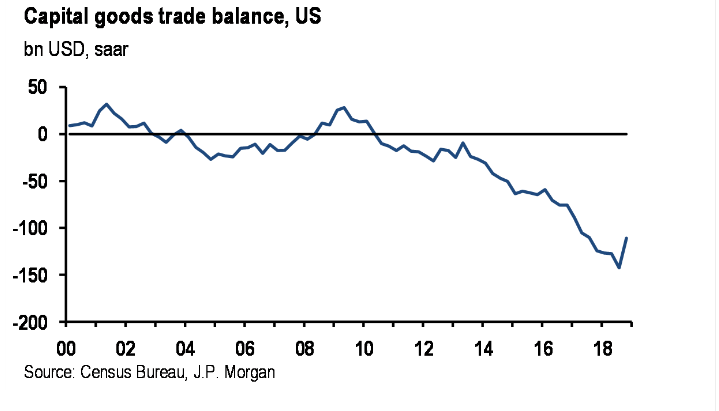 Capital goods trade balance, US
bn USD, saar
50
0
-50
-100
-150
-200
00 02 04 06 08 10 12 14 16 18
Source: Census Bureau, J.P. Morgan